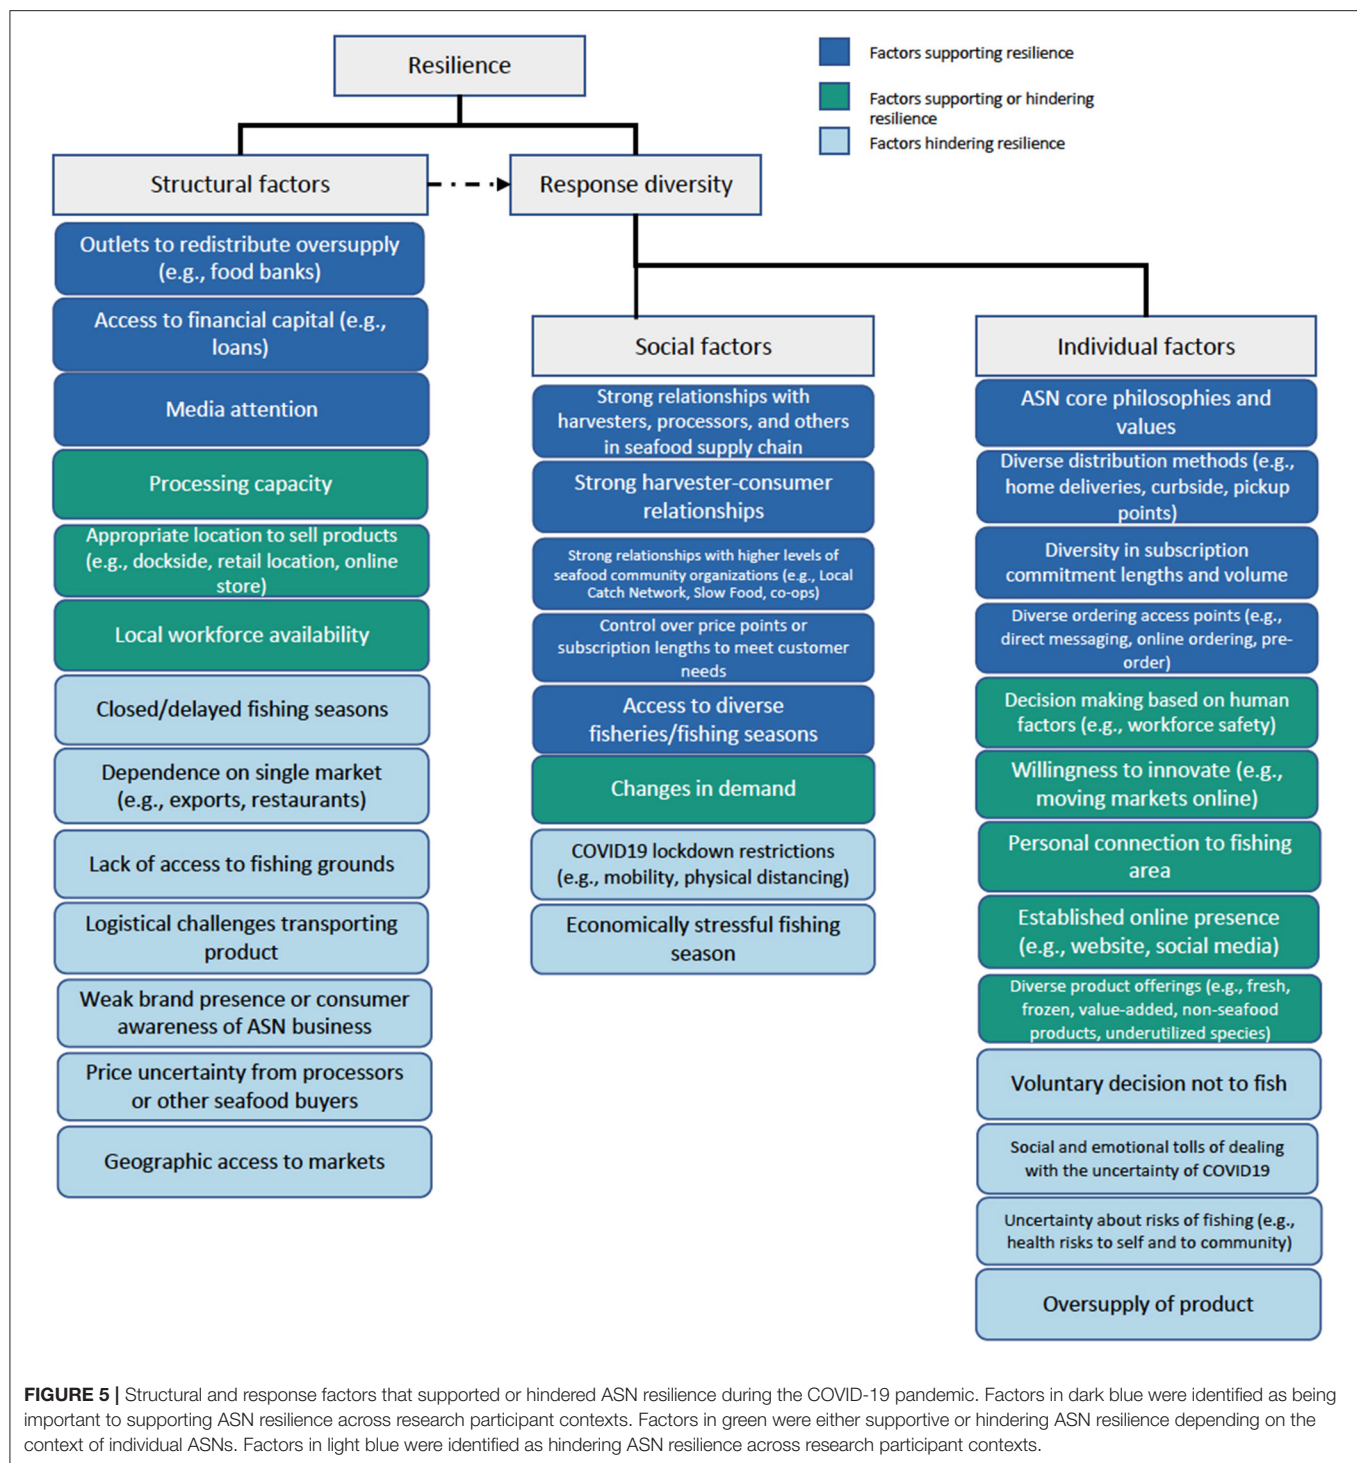 Resilience
Factors supporting resilience
Factors supporting or hindering
resilience
Factors hindering resilience
Structural factors
Response diversity
Outlets to redistribute oversupply
(e.g., food banks)
Access to financial capital (e.g.,
loans)
Media attention
Processing capacity
Appropriate location to sell products
(e.g., dockside, retail location, online
store)
Local workforce availability
Closed/delayed fishing seasons
Dependence on single market
(e.g., exports, restaurants)
Lack of access to fishing grounds
Logistical challenges transporting
product
Weak brand presence or consumer
awareness of ASN business
Price uncertainty from processors
or other seafood buyers
Geographic access to markets
Social factors
Strong relationships with
harvesters, processors, and others
in seafood supply chain
Strong harvester-consumer
relationships
Strong relationships with higher levels of
seafood community organizations (e.g., Local
Catch Network, Slow Food, co-ops)
Control over price points or
subscription lengths to meet customer
needs
Access to diverse
fisheries/fishing seasons
Changes in demand
COVID19 lockdown restrictions
(e.g., mobility, physical distancing)
Economically stressful fishing
season
Individual factors
ASN core philosophies and
values
Diverse distribution methods (e.g.,
home deliveries, curbside, pickup
points)
Diversity in subscription
commitment lengths and volume
Diverse ordering access points (e.g.,
direct messaging, online ordering, pre-
order)
Decision making based on human
factors (e.g., workforce safety)
Willingness to innovate (e.g.,
moving markets online)
Personal connection to fishing
area
Established online presence
(e.g., website, social media)
Diverse product offerings (e.g., fresh,
frozen, value-added, non-seafood
products, underutilized species)
Voluntary decision not to fish
Social and emotional tolls of dealing
with the uncertainty of COVID19
Uncertainty about risks of fishing (e.g.,
health risks to self and to community)
Oversupply of product
FIGURE 5 | Structural and response factors that supported or hindered ASN resilience during the COVID-19 pandemic. Factors in dark blue were identified as being
important to supporting ASN resilience across research participant contexts. Factors in green were either supportive or hindering ASN resilience depending on the
context of individual ASNs. Factors in light blue were identified as hindering ASN resilience across research participant contexts.